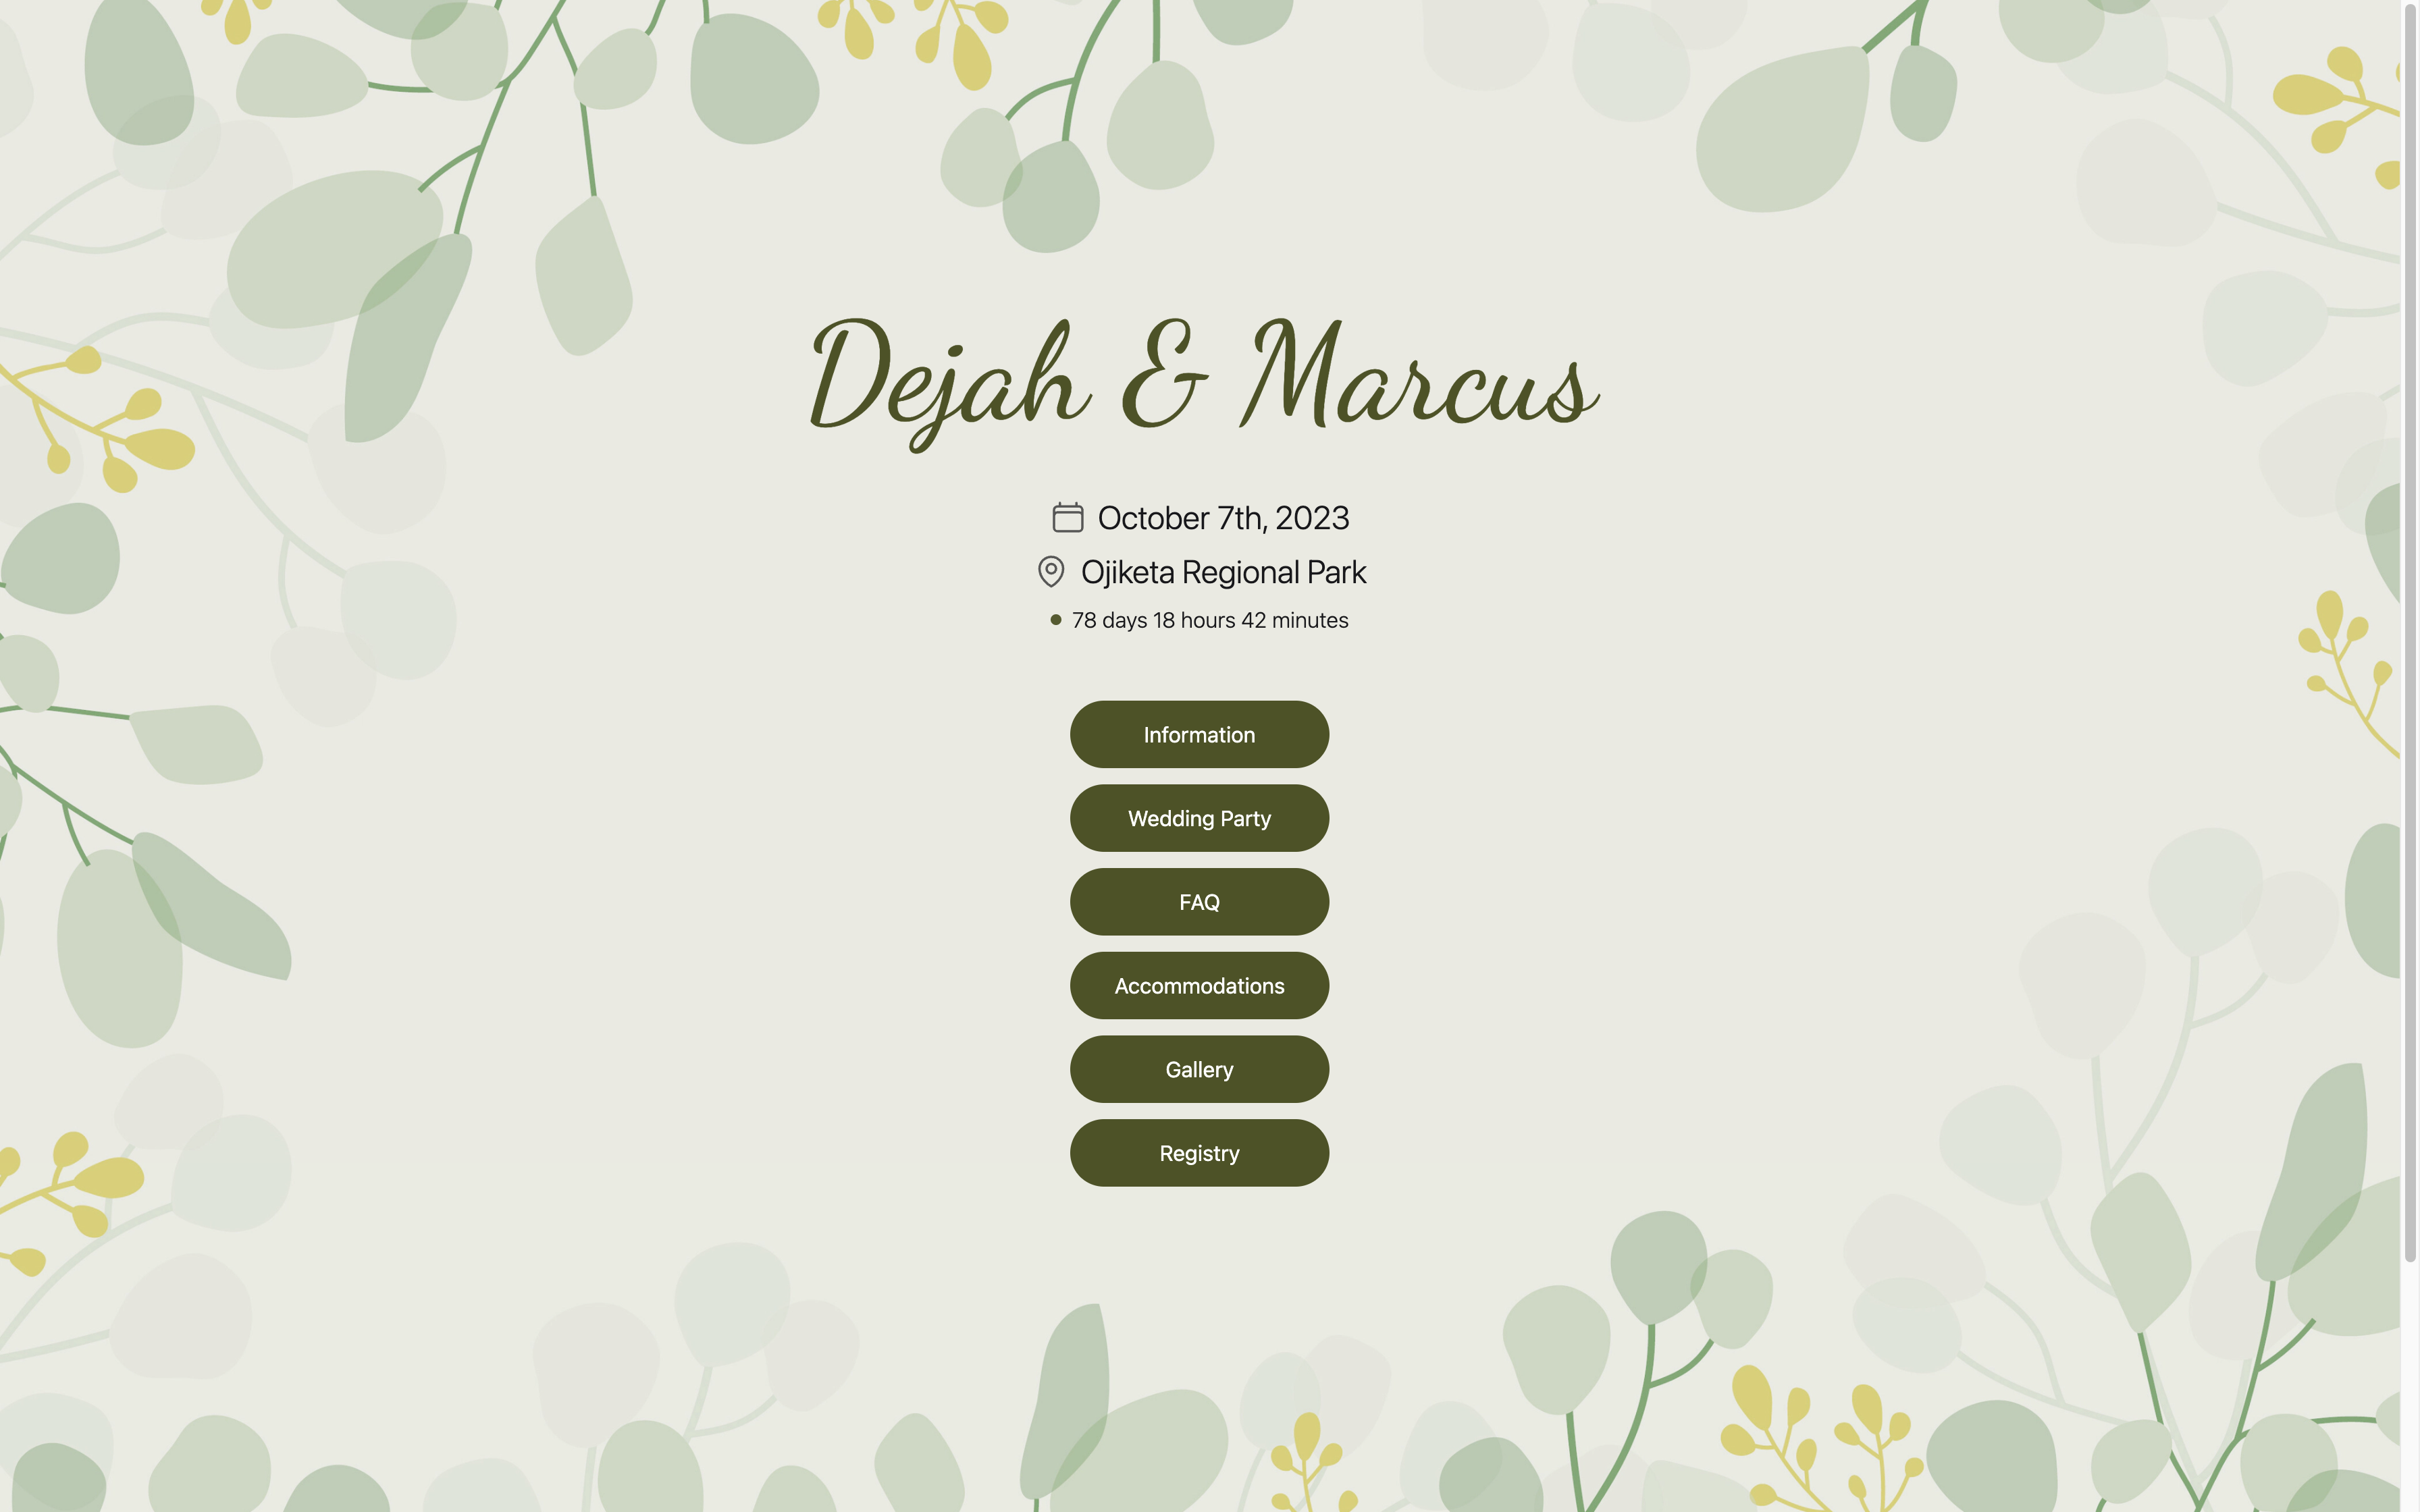 Dejah & Marcus
October 7th, 2023
Ojiketa Regional Park
78 days 18 hours 42 minutes
Information
Wedding Party
FAQ
Accommodations
Gallery
Registry